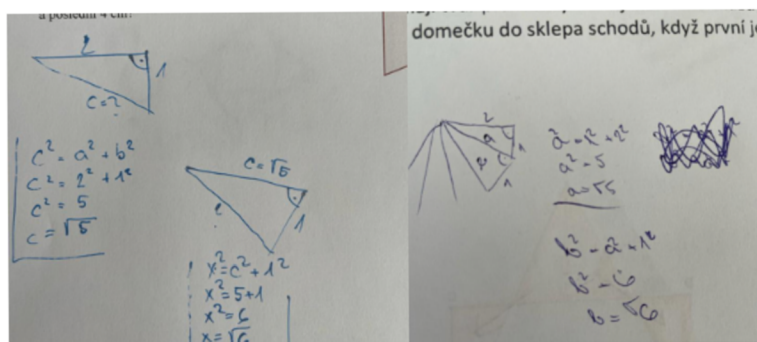 a poslední 4 cm?
2
1
c=?
c² = a² + b²
c² = 2² + 1²
c² = 5
c = √5
c=√5
1
?
x² = c² + 1²
x² = 5+1
x² = 6
x = √6
domečku do sklepa schodů, když první je
2
1
a
1
a² = 1² + 2²
a² = 5
a = √5
b² = a² + 1²
b² = 6
b = √6